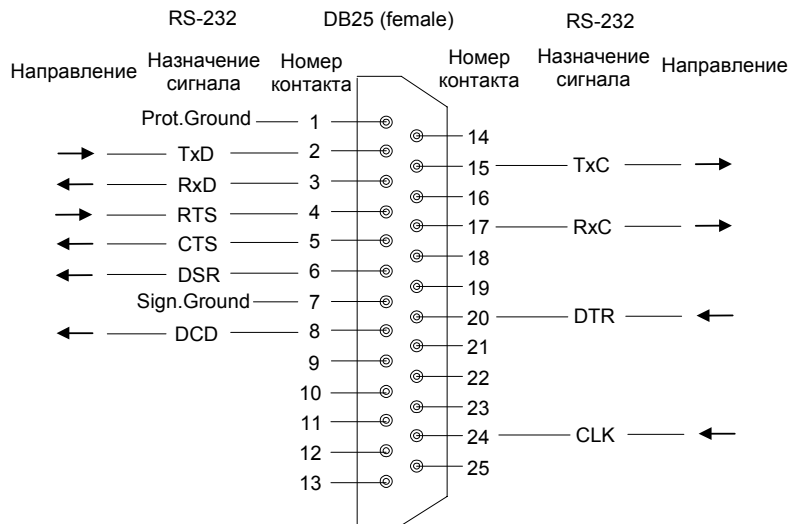 RS-232 DB25 (female) RS-232
Направление Назначение сигнала Номер контакта Номер контакта Назначение сигнала Направление
Prot.Ground 1
14
TxD 2
15 TxC
RxD 3
16
RTS 4
17 RxC
CTS 5
18
DSR 6
19
Sign.Ground 7
20 DTR
DCD 8
21
9
22
10
23
11
24 CLK
12
25
13